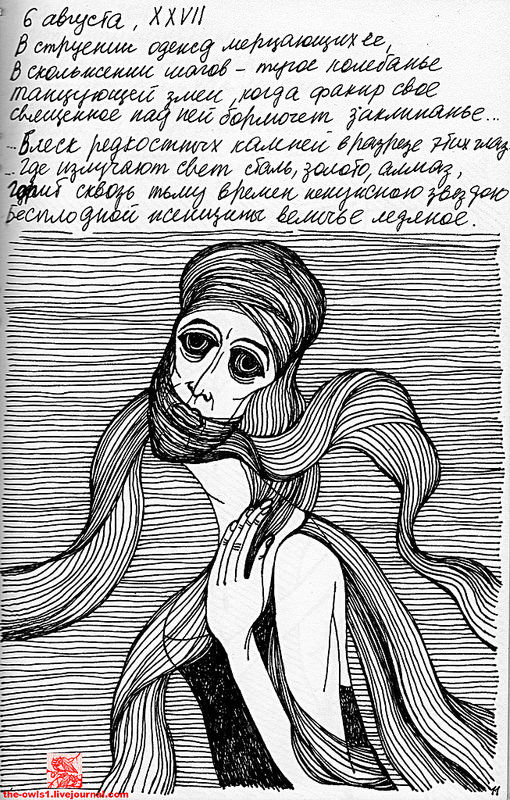 6 августа, XXVII
В струении одежд мерцающих ее,
В скольжении шагов - тугое колебанье
танцующей змеи, когда факир свое
священное над ней бормочет заклинанье...
...Блеск редкостных камней в разрезе этих глаз
...где излучают свет сталь, золото, алмаз,
Горит сквозь тьму времен ненужною звездою
Бесплодной женщины величье ледяное.
11
the-owls1.livejournal.com